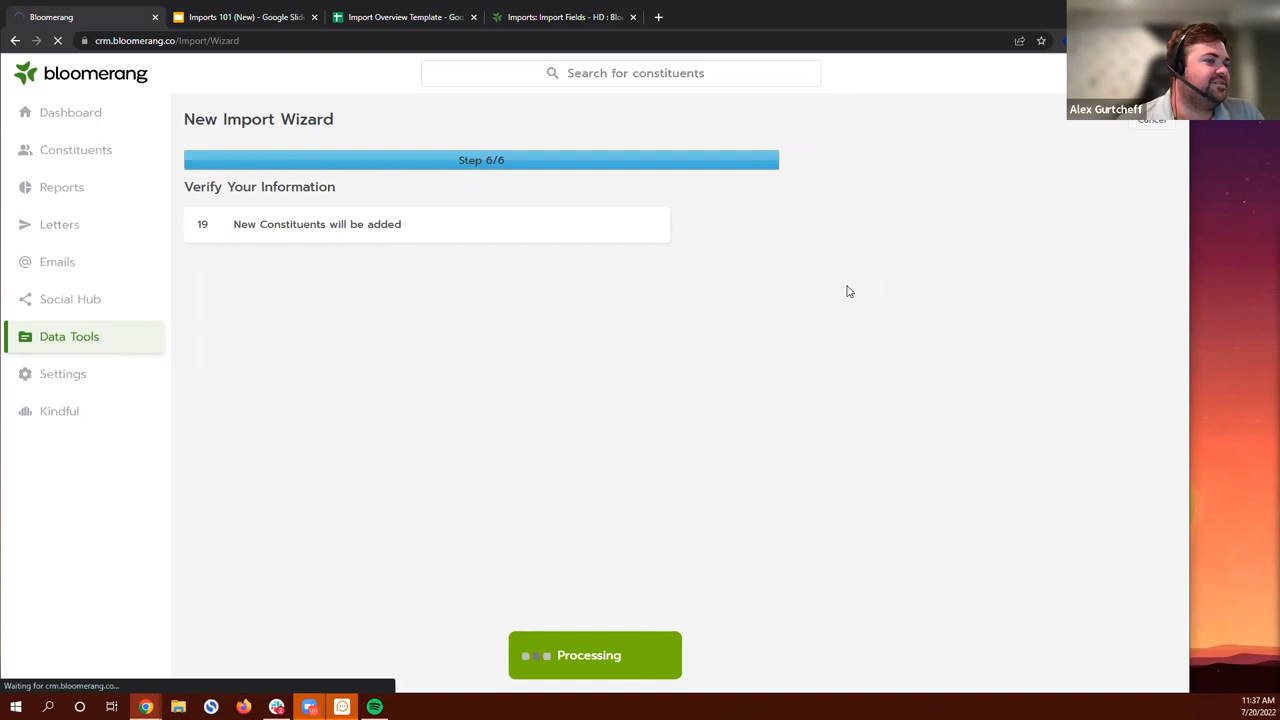 Bloomerang
Imports 101 (New) - Google Slid
Import Overview Template - Goo
Imports: Import Fields - HD : Blo
crm.bloomerang.co/Import/Wizard
bloomerang
Search for constituents
Alex Gurtcheff
Cancel
Dashboard
Constituents
Reports
Letters
Emails
Social Hub
Data Tools
Settings
Kindful
New Import Wizard
Step 6/6
Verify Your Information
19 New Constituents will be added
Processing
Waiting for crm.bloomerang.co...
11:37 AM
7/20/2022